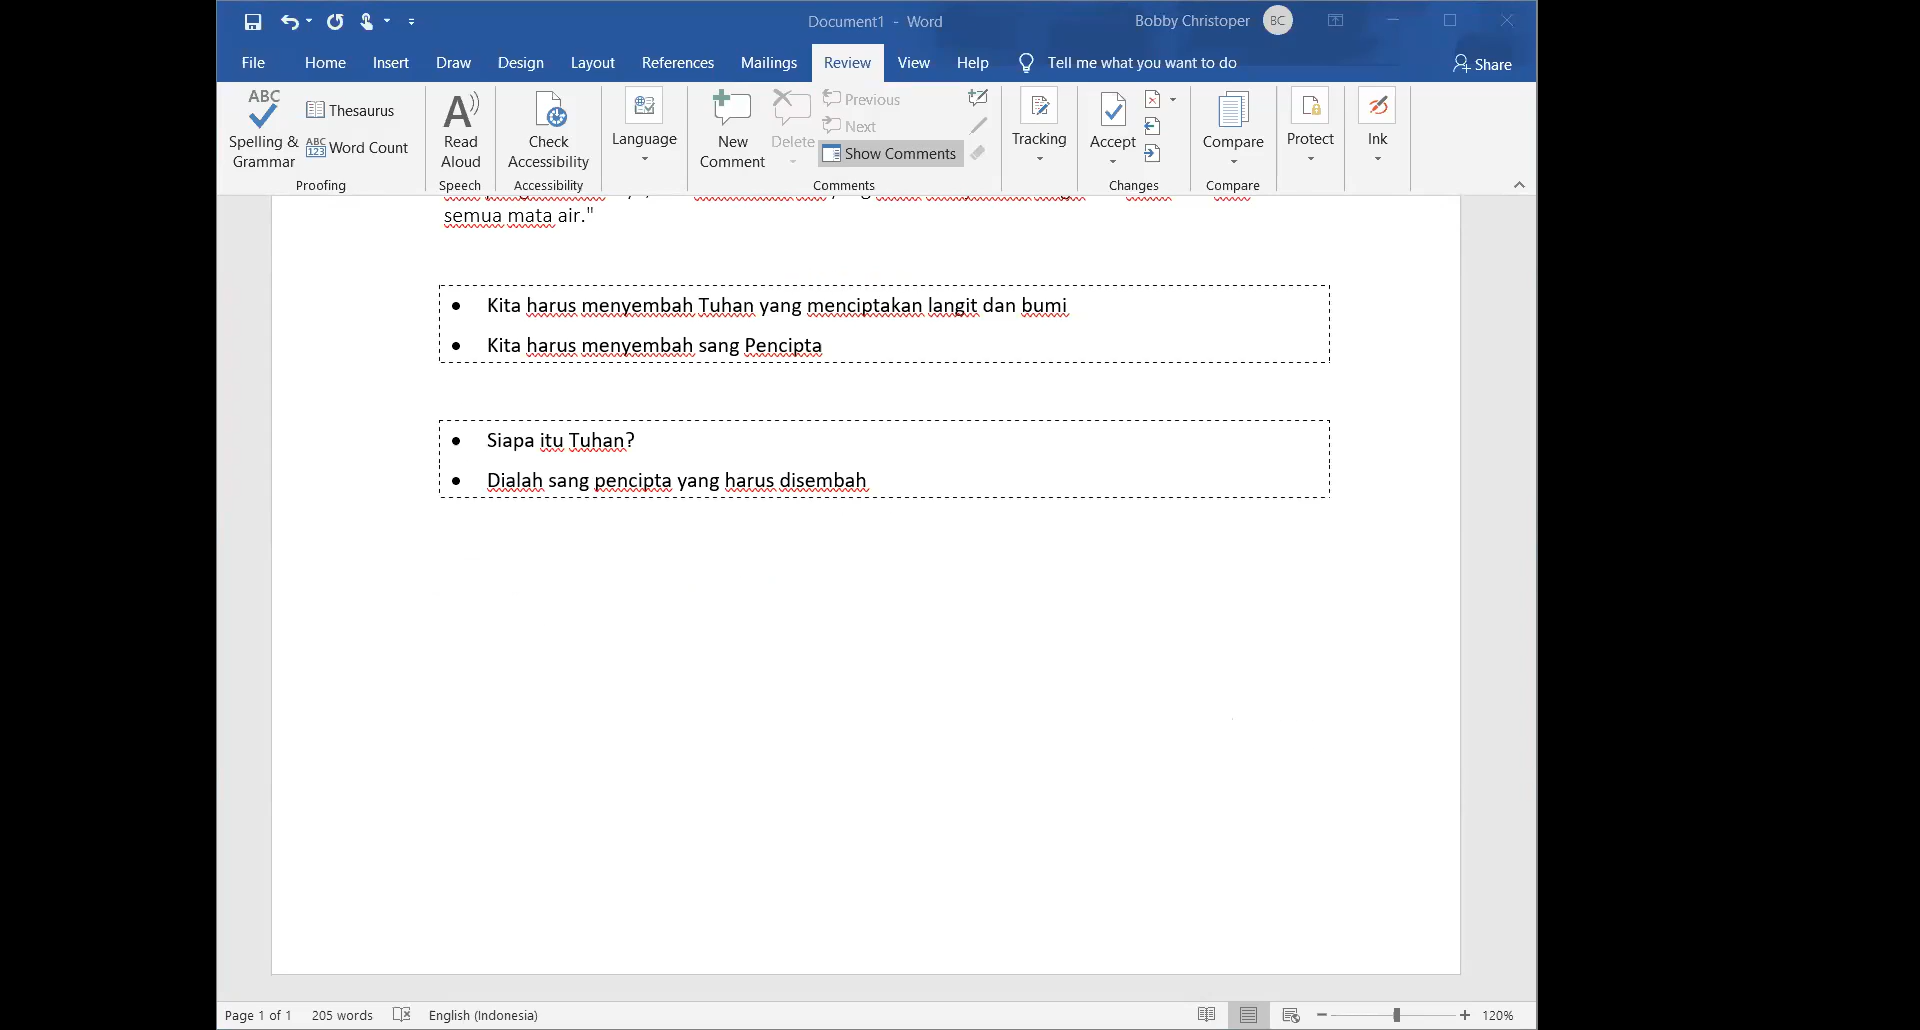 Document1 - Word
Bobby Christoper BC
File Home Insert Draw Design Layout References Mailings Review View Help Tell me what you want to do Share
ABC
Spelling & Grammar
Thesaurus
ABC 123 Word Count
Proofing
A Read Aloud
Speech
Check Accessibility
Accessibility
Language
New Comment
Delete
Previous
Next
Show Comments
Comments
Tracking
Accept
Changes
Compare
Compare
Protect
Ink
semua mata air."
• Kita harus menyembah Tuhan yang menciptakan langit dan bumi
• Kita harus menyembah sang Pencipta
• Siapa itu Tuhan?
• Dialah sang pencipta yang harus disembah
Page 1 of 1 205 words English (Indonesia) 120%